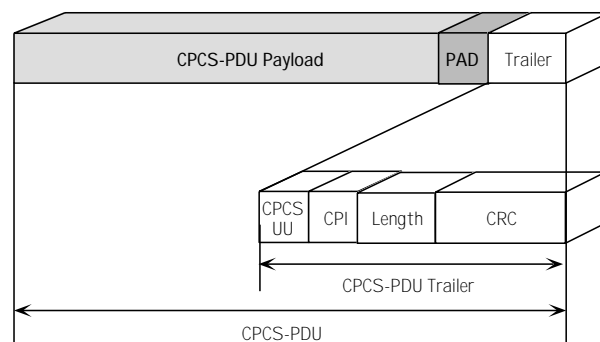 CPCS-PDU Payload PAD Trailer
CPCS
UU CPI Length CRC
CPCS-PDU Trailer
CPCS-PDU